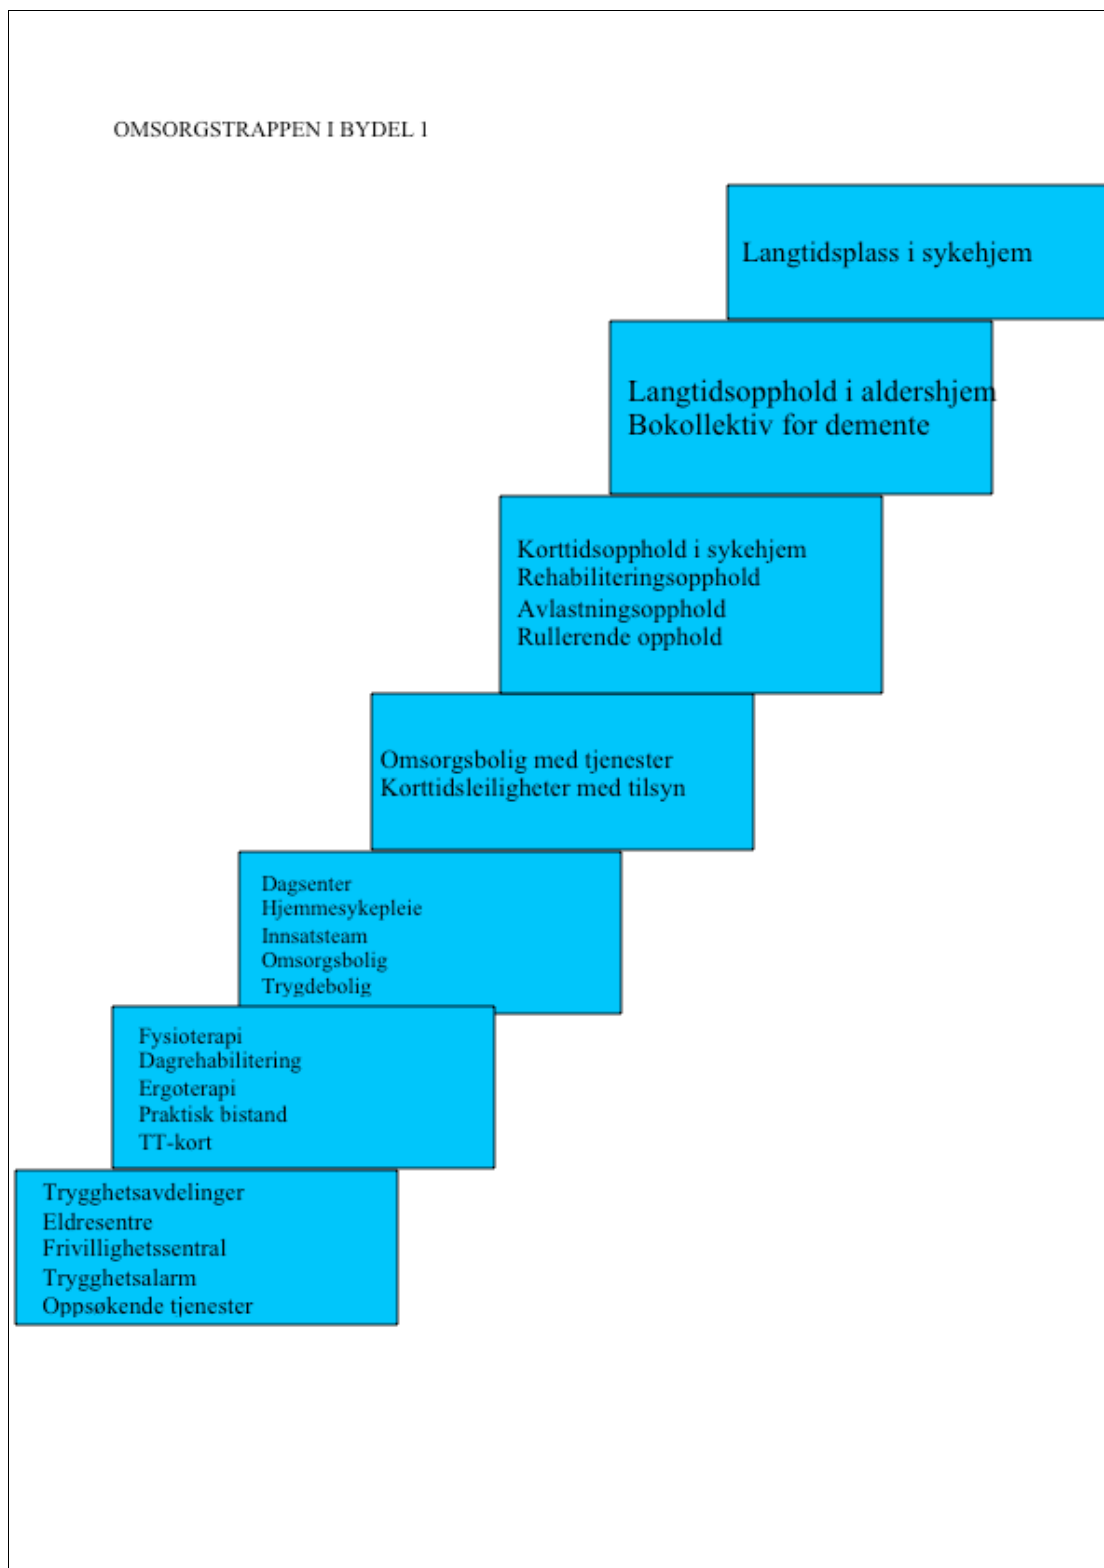 OMSORGSTRAPPEN I BYDEL 1
Langtidsplass i sykehjem
Langtidsopphold i aldershjem
Bokollektiv for demente
Korttidsopphold i sykehjem
Rehabiliteringsopphold
Avlastningsopphold
Rullerende opphold
Omsorgsbolig med tjenester
Korttidsleiligheter med tilsyn
Dagsenter
Hjemmesykepleie
Innsatsteam
Omsorgsbolig
Trygdebolig
Fysioterapi
Dagrehabilitering
Ergoterapi
Praktisk bistand
TT-kort
Trygghetsavdelinger
Eldresentre
Frivillighetssentral
Trygghetsalarm
Oppsøkende tjenester